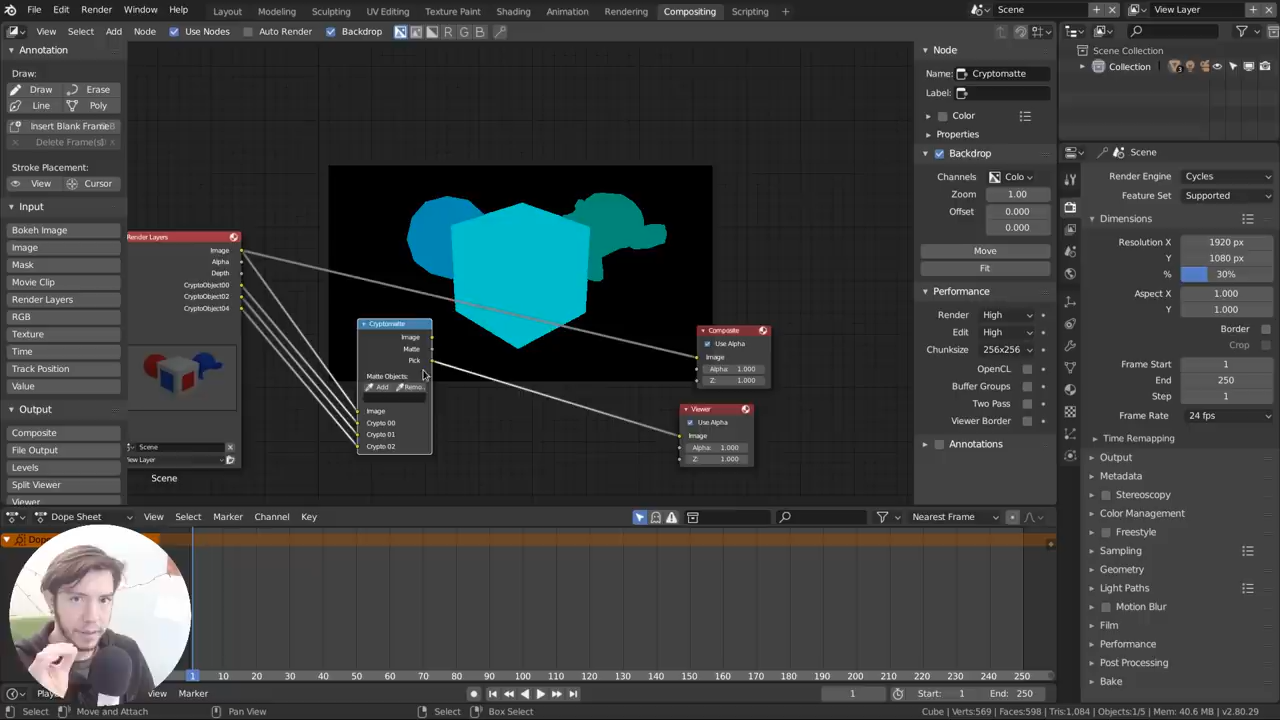 File Edit Render Window Help Layout Modeling Sculpting UV Editing Texture Paint Shading Animation Rendering Compositing Scripting + Scene View Layer
View Select Add Node Use Nodes Auto Render Backdrop R G B
Annotation
Draw:
Draw Erase
Line Poly
Insert Blank Frame
Delete Frame(s)
Stroke Placement:
View Cursor
Input
Bokeh Image
Image
Mask
Movie Clip
Render Layers
RGB
Texture
Time
Track Position
Value
Output
Composite
File Output
Levels
Split Viewer
Viewer
Render Layers
Image
Alpha
Depth
CryptoObject00
CryptoObject02
CryptoObject04
Scene
iew Layer
Scene
Cryptomatte
Image
Matte
Pick
Matte Objects:
Add Remo..
Image
Crypto 00
Crypto 01
Crypto 02
Composite
Use Alpha
Image
Alpha: 1.000
Z: 1.000
Viewer
Use Alpha
Image
Alpha: 1.000
Z: 1.000
Node
Name: Cryptomatte
Label:
Color
Properties
Backdrop
Channels Colo
Zoom 1.00
Offset 0.000
0.000
Move
Fit
Performance
Render High
Edit High
Chunksize 256x256
OpenCL
Buffer Groups
Two Pass
Viewer Border
Annotations
Scene Collection
Collection 3
Scene
Render Engine Cycles
Feature Set Supported
Dimensions
Resolution X 1920 px
Y 1080 px
% 30%
Aspect X 1.000
Y 1.000
Border
Crop
Frame Start 1
End 250
Step 1
Frame Rate 24 fps
Time Remapping
Output
Metadata
Stereoscopy
Color Management
Freestyle
Sampling
Geometry
Light Paths
Motion Blur
Film
Performance
Post Processing
Bake
Dope Sheet View Select Marker Channel Key Nearest Frame
Dop
1 10 20 30 40 50 60 70 80 90 100 110 120 130 140 150 160 170 180 190 200 210 220 230 240 250
Play View Marker 1 Start: 1 End: 250
Select Move and Attach Pan View Select Box Select Cube | Verts:569 | Faces:598 | Tris:1.084 | Objects:1/5 | Mem: 40.6 MB | v2.80.29